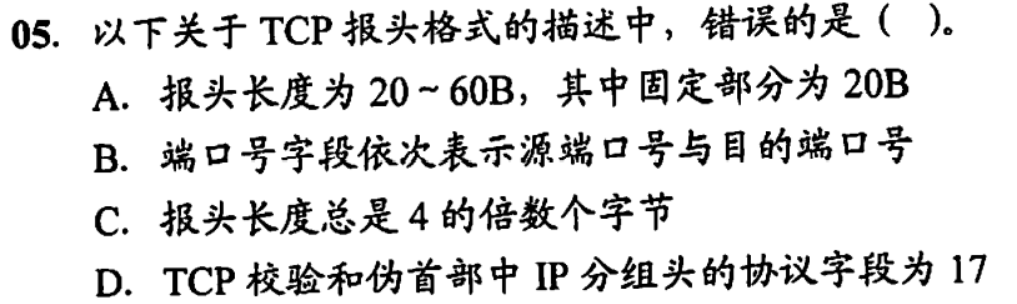 05. 以下关于 TCP 报头格式的描述中，错误的是（ ）。
A. 报头长度为 20~60B，其中固定部分为 20B
B. 端口号字段依次表示源端口号与目的端口号
C. 报头长度总是 4 的倍数个字节
D. TCP 校验和伪首部中 IP 分组头的协议字段为 17